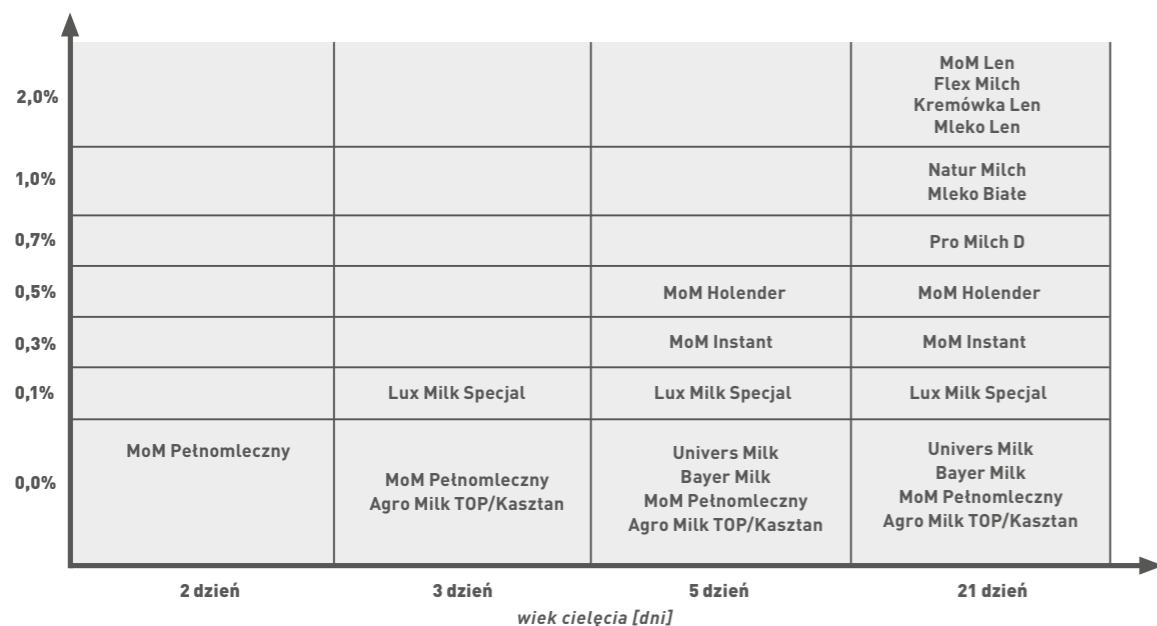 2,0%
MoM Len
Flex Milch
Kremówka Len
Mleko Len
1,0%
Natur Milch
Mleko Białe
0,7%
Pro Milch D
0,5%
MoM Holender
MoM Holender
0,3%
MoM Instant
MoM Instant
0,1%
Lux Milk Specjal
Lux Milk Specjal
Lux Milk Specjal
0,0%
MoM Pełnomleczny
MoM Pełnomleczny
Agro Milk TOP/Kasztan
Univers Milk
Bayer Milk
MoM Pełnomleczny
Agro Milk TOP/Kasztan
Univers Milk
Bayer Milk
MoM Pełnomleczny
Agro Milk TOP/Kasztan
2 dzień
3 dzień
5 dzień
21 dzień
wiek cielęcia [dni]